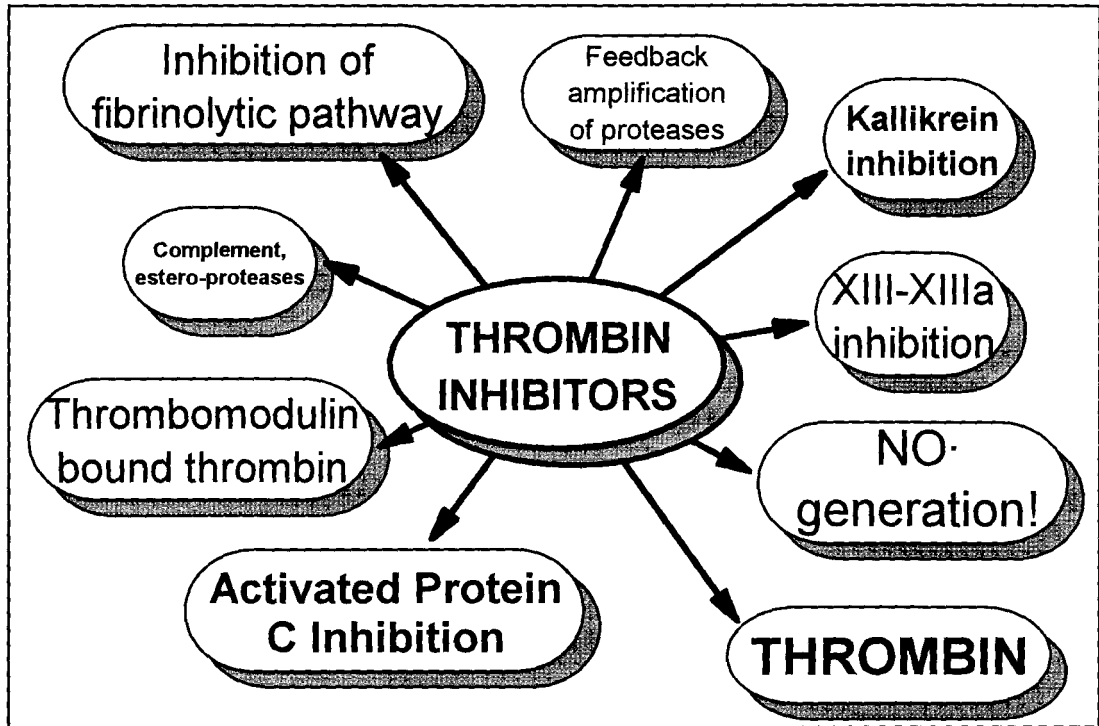 Inhibition of
fibrinolytic pathway
Feedback
amplification
of proteases
Kallikrein
inhibition
Complement,
estero-proteases
THROMBIN
INHIBITORS
XIII-XIIIa
inhibition
Thrombomodulin
bound thrombin
NO·
generation!
Activated Protein
C Inhibition
THROMBIN